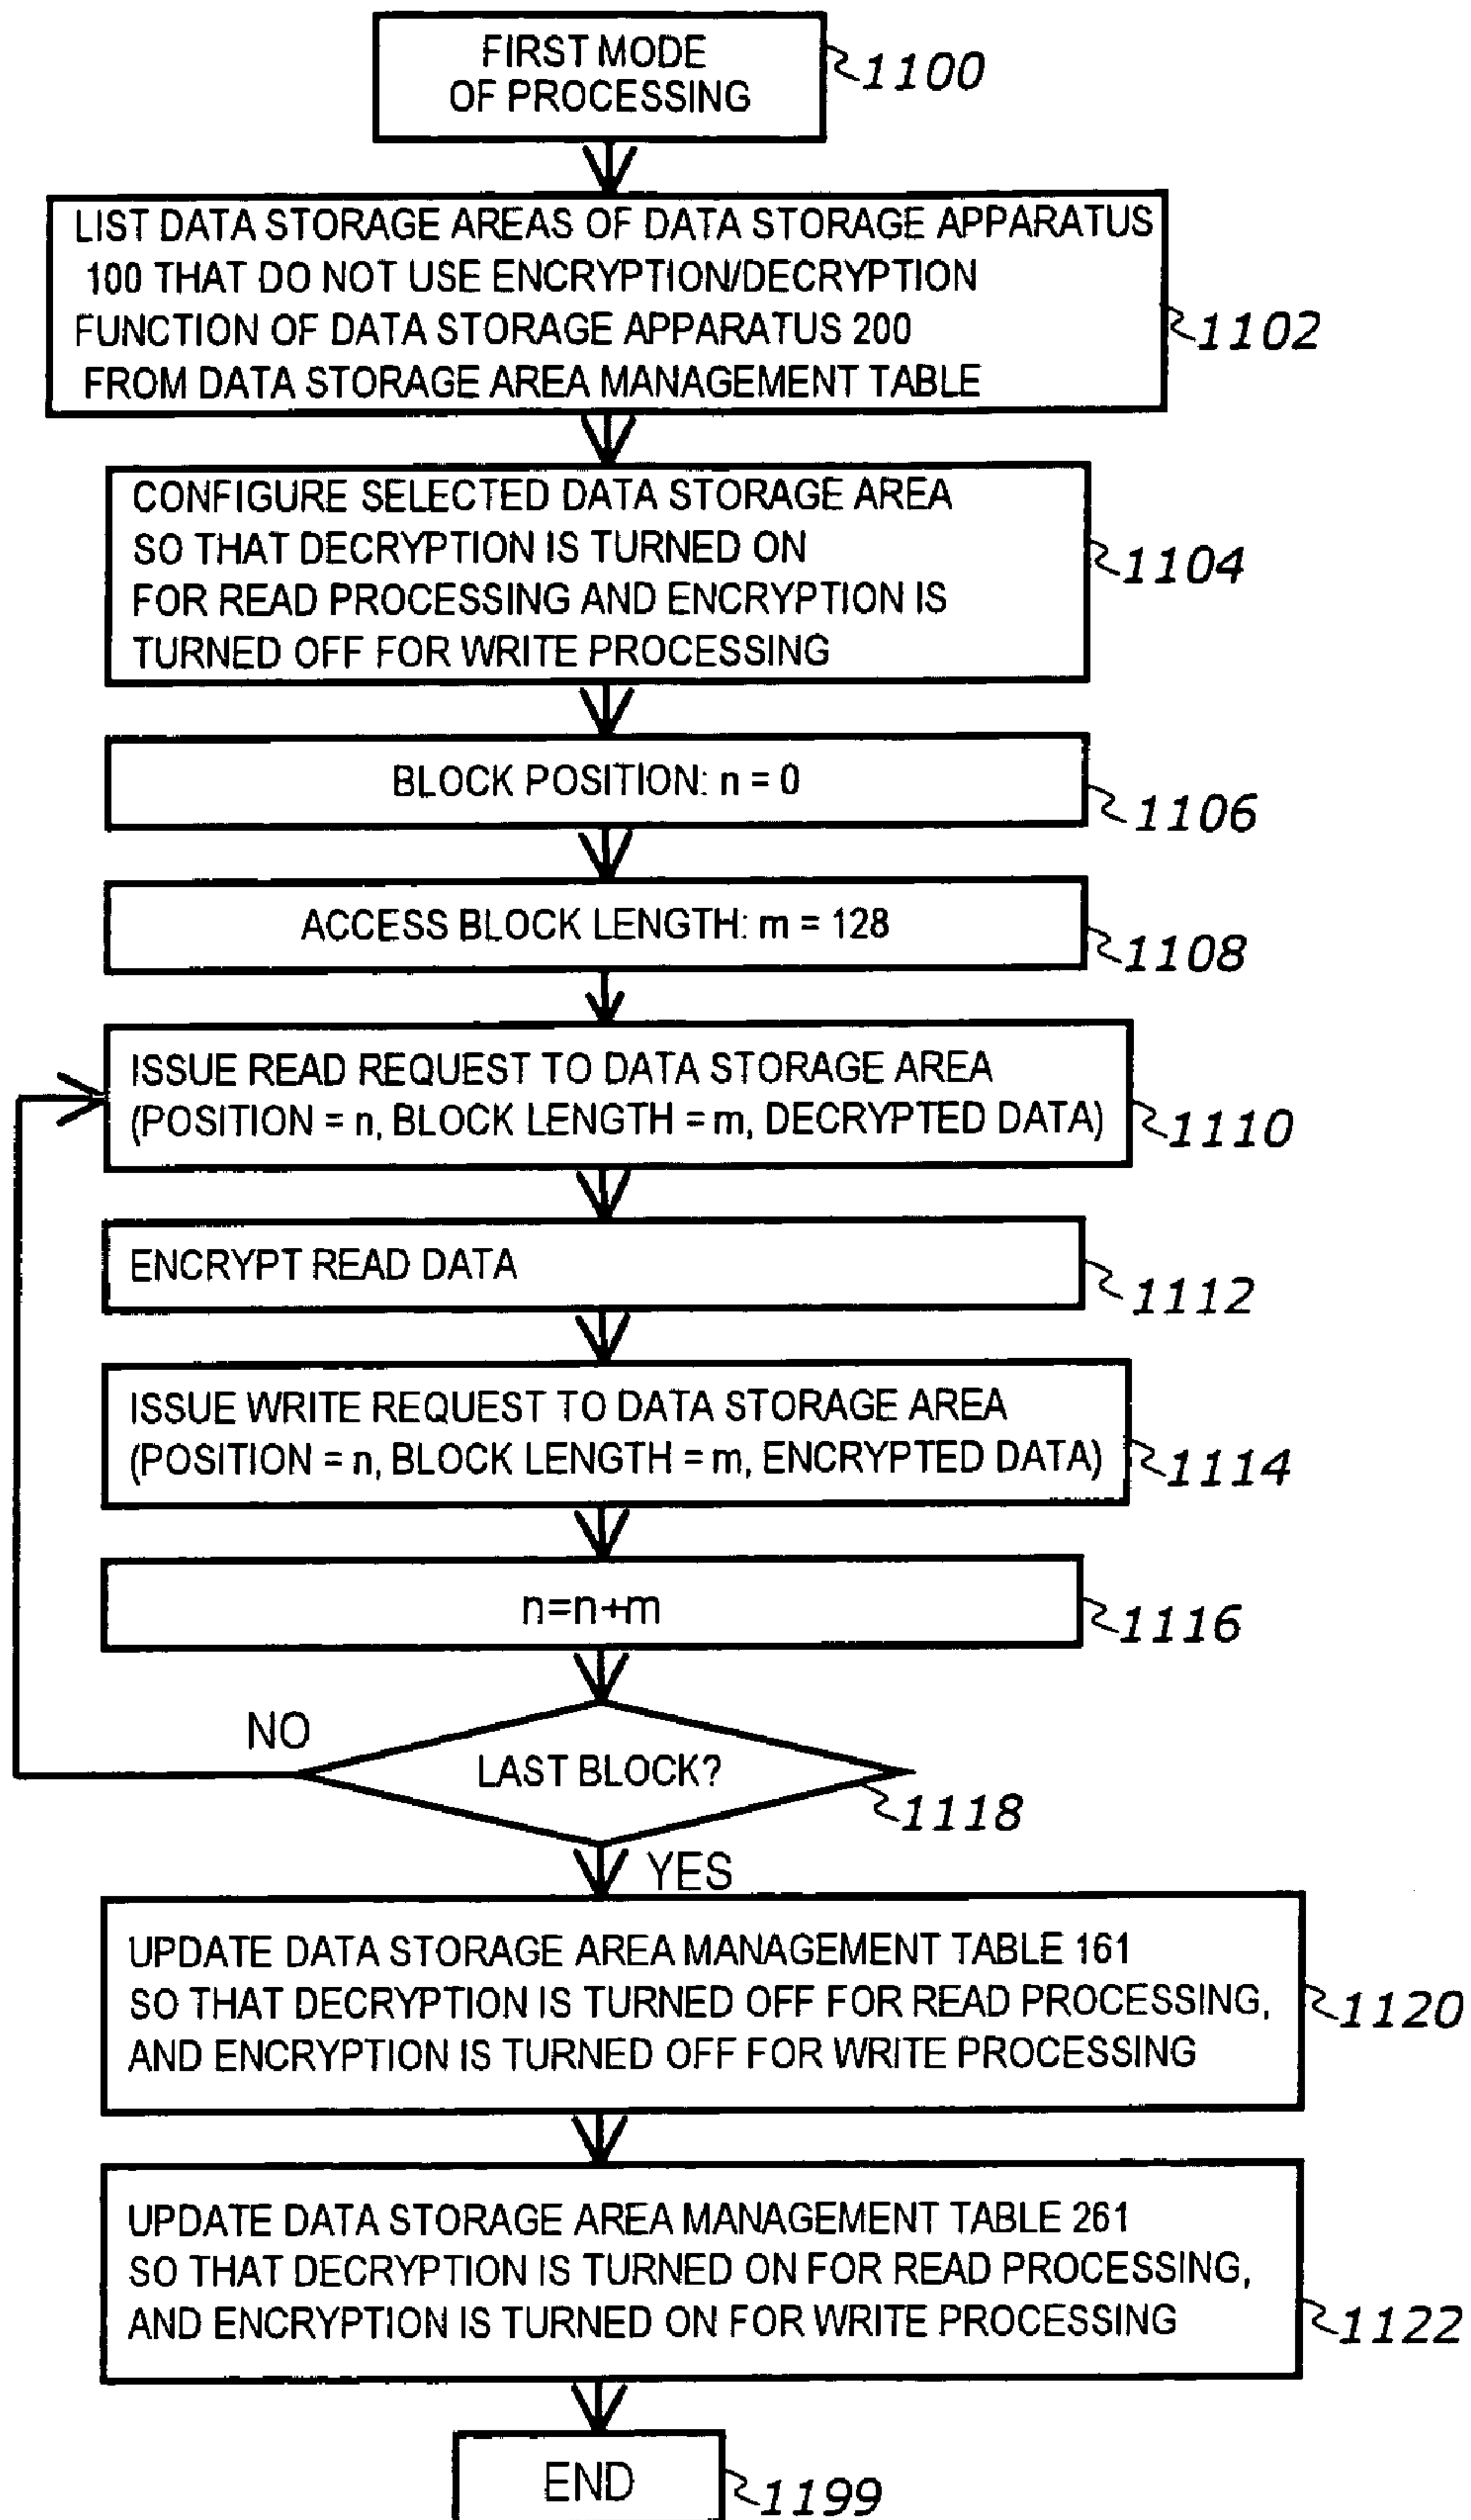 FIRST MODE
OF PROCESSING
1100
LIST DATA STORAGE AREAS OF DATA STORAGE APPARATUS
100 THAT DO NOT USE ENCRYPTION/DECRYPTION
FUNCTION OF DATA STORAGE APPARATUS 200
FROM DATA STORAGE AREA MANAGEMENT TABLE
1102
CONFIGURE SELECTED DATA STORAGE AREA
SO THAT DECRYPTION IS TURNED ON
FOR READ PROCESSING AND ENCRYPTION IS
TURNED OFF FOR WRITE PROCESSING
1104
BLOCK POSITION: n = 0
1106
ACCESS BLOCK LENGTH: m = 128
1108
ISSUE READ REQUEST TO DATA STORAGE AREA
(POSITION = n, BLOCK LENGTH = m, DECRYPTED DATA)
1110
ENCRYPT READ DATA
1112
ISSUE WRITE REQUEST TO DATA STORAGE AREA
(POSITION = n, BLOCK LENGTH = m, ENCRYPTED DATA)
1114
n=n+m
1116
NO
LAST BLOCK?
1118
YES
UPDATE DATA STORAGE AREA MANAGEMENT TABLE 161
SO THAT DECRYPTION IS TURNED OFF FOR READ PROCESSING,
AND ENCRYPTION IS TURNED OFF FOR WRITE PROCESSING
1120
UPDATE DATA STORAGE AREA MANAGEMENT TABLE 261
SO THAT DECRYPTION IS TURNED ON FOR READ PROCESSING,
AND ENCRYPTION IS TURNED ON FOR WRITE PROCESSING
1122
END
1199